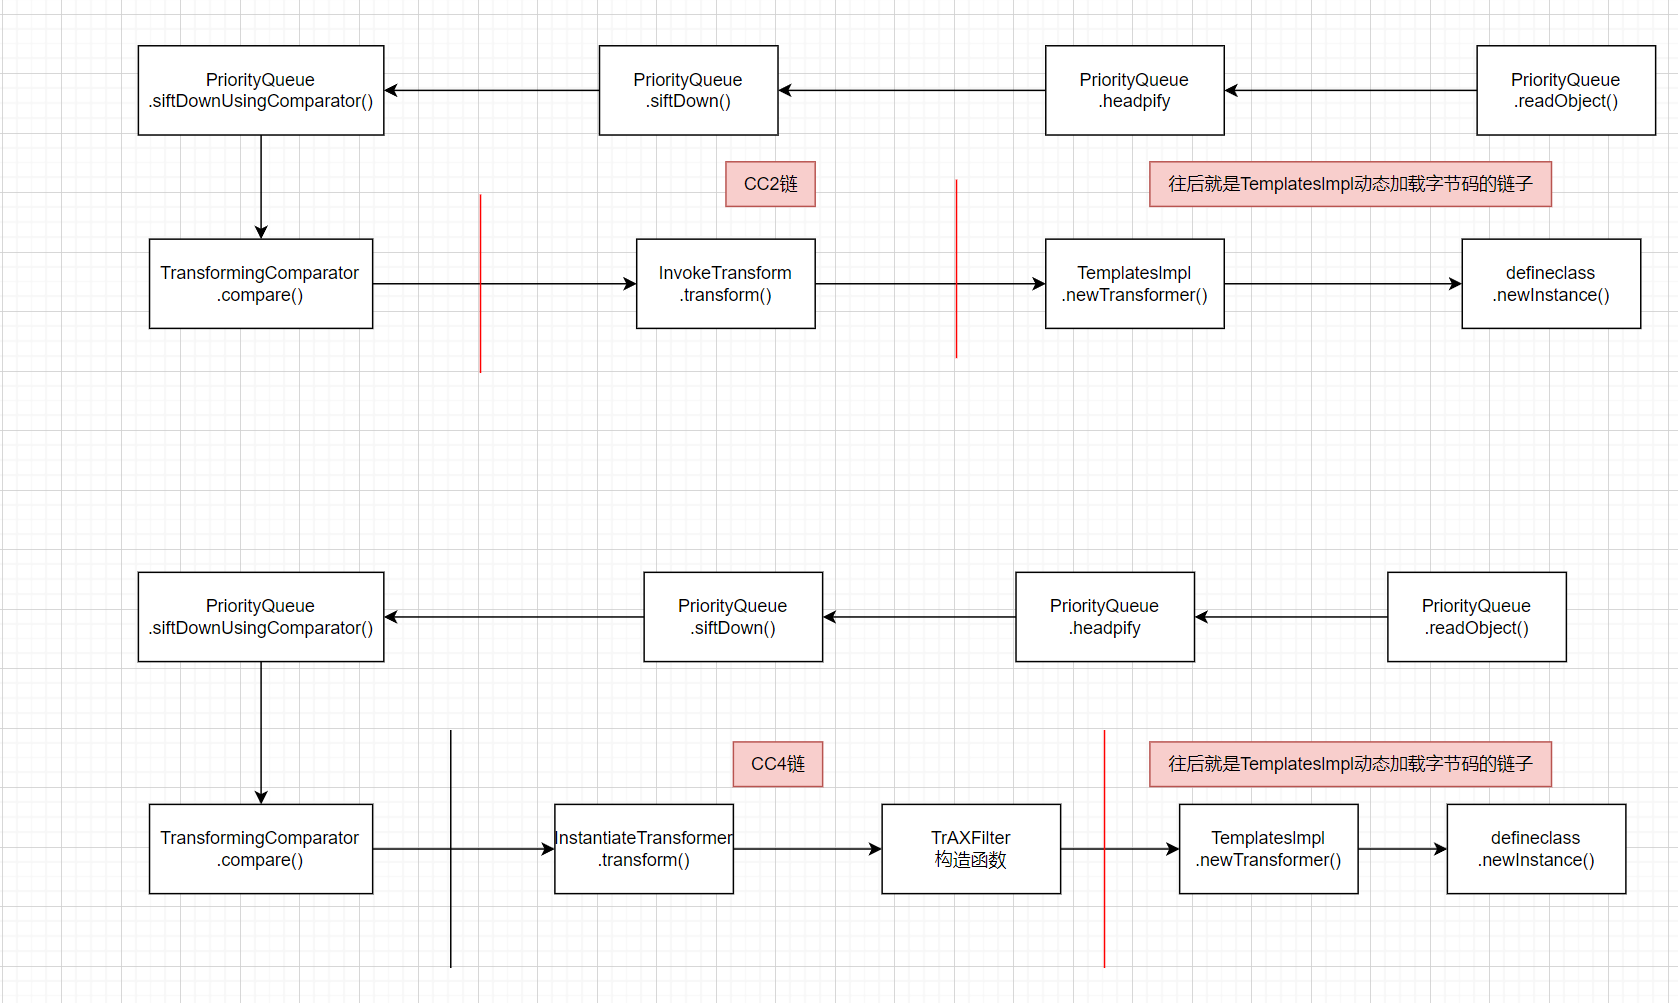 PriorityQueue
.siftDownUsingComparator()
PriorityQueue
.siftDown()
PriorityQueue
.headpify
PriorityQueue
.readObject()
CC2链
往后就是TemplatesImpl动态加载字节码的链子
TransformingComparator
.compare()
InvokeTransform
.transform()
TemplatesImpl
.newTransformer()
defineclass
.newInstance()
PriorityQueue
.siftDownUsingComparator()
PriorityQueue
.siftDown()
PriorityQueue
.headpify
PriorityQueue
.readObject()
CC4链
往后就是TemplatesImpl动态加载字节码的链子
TransformingComparator
.compare()
InstantiateTransformer
.transform()
TrAXFilter
构造函数
TemplatesImpl
.newTransformer()
defineclass
.newInstance()